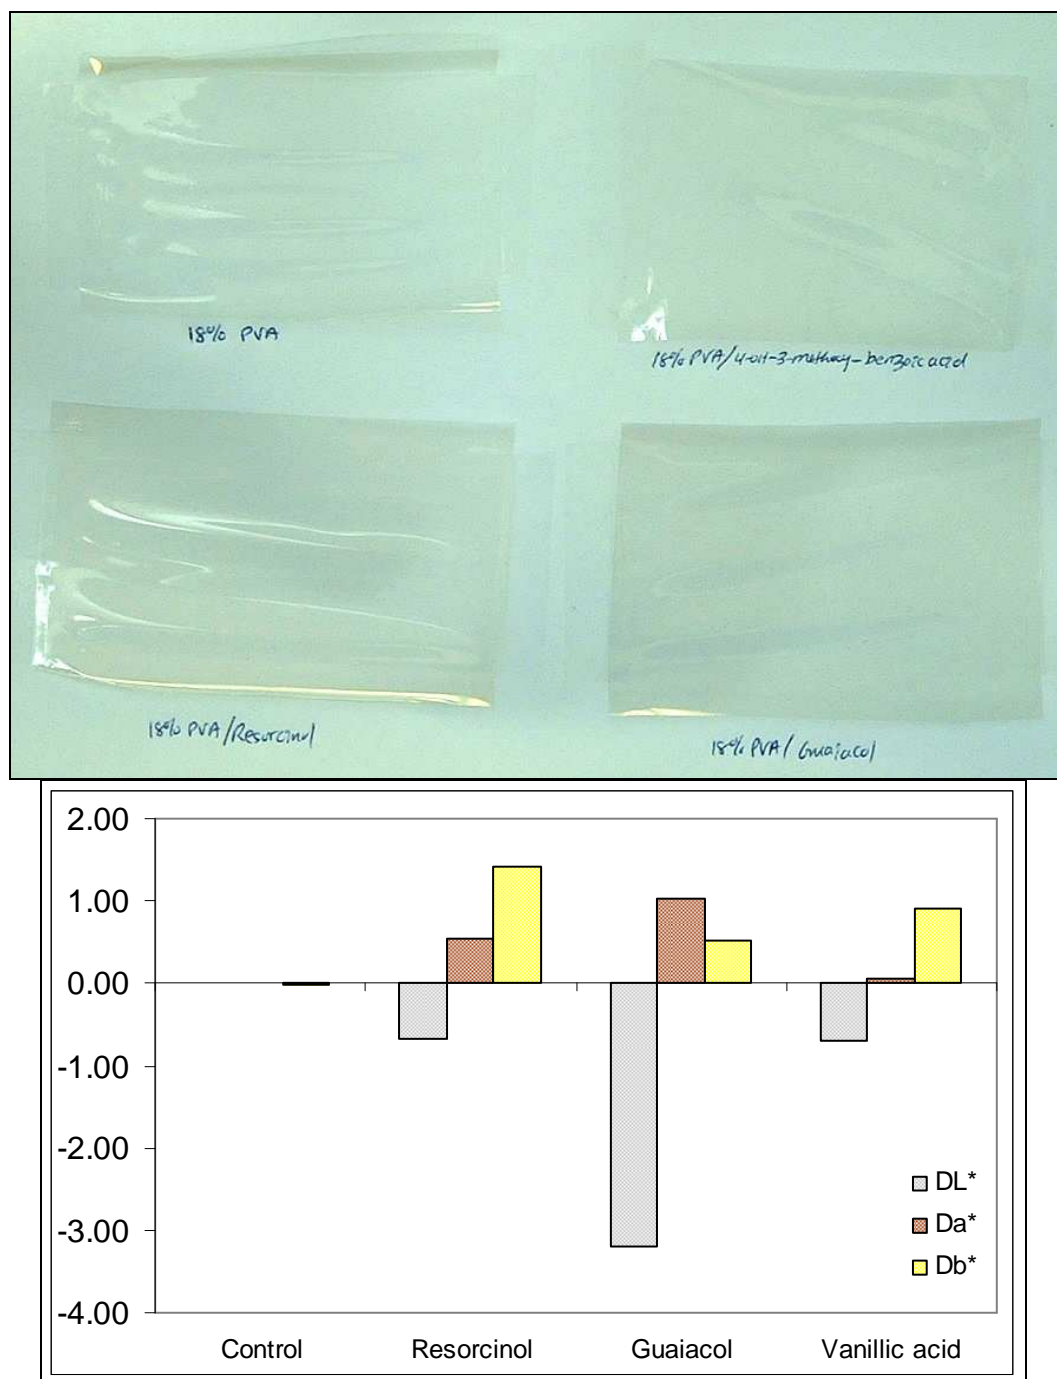 18% PVA
18% PVA/4-OH-3-methoxy-benzoic acid
18% PVA/Resorcinol
18% PVA/Guaiacol
2.00
1.00
0.00
-1.00
-2.00
-3.00
-4.00
DL*
Da*
Db*
Control Resorcinol Guaiacol Vanillic acid